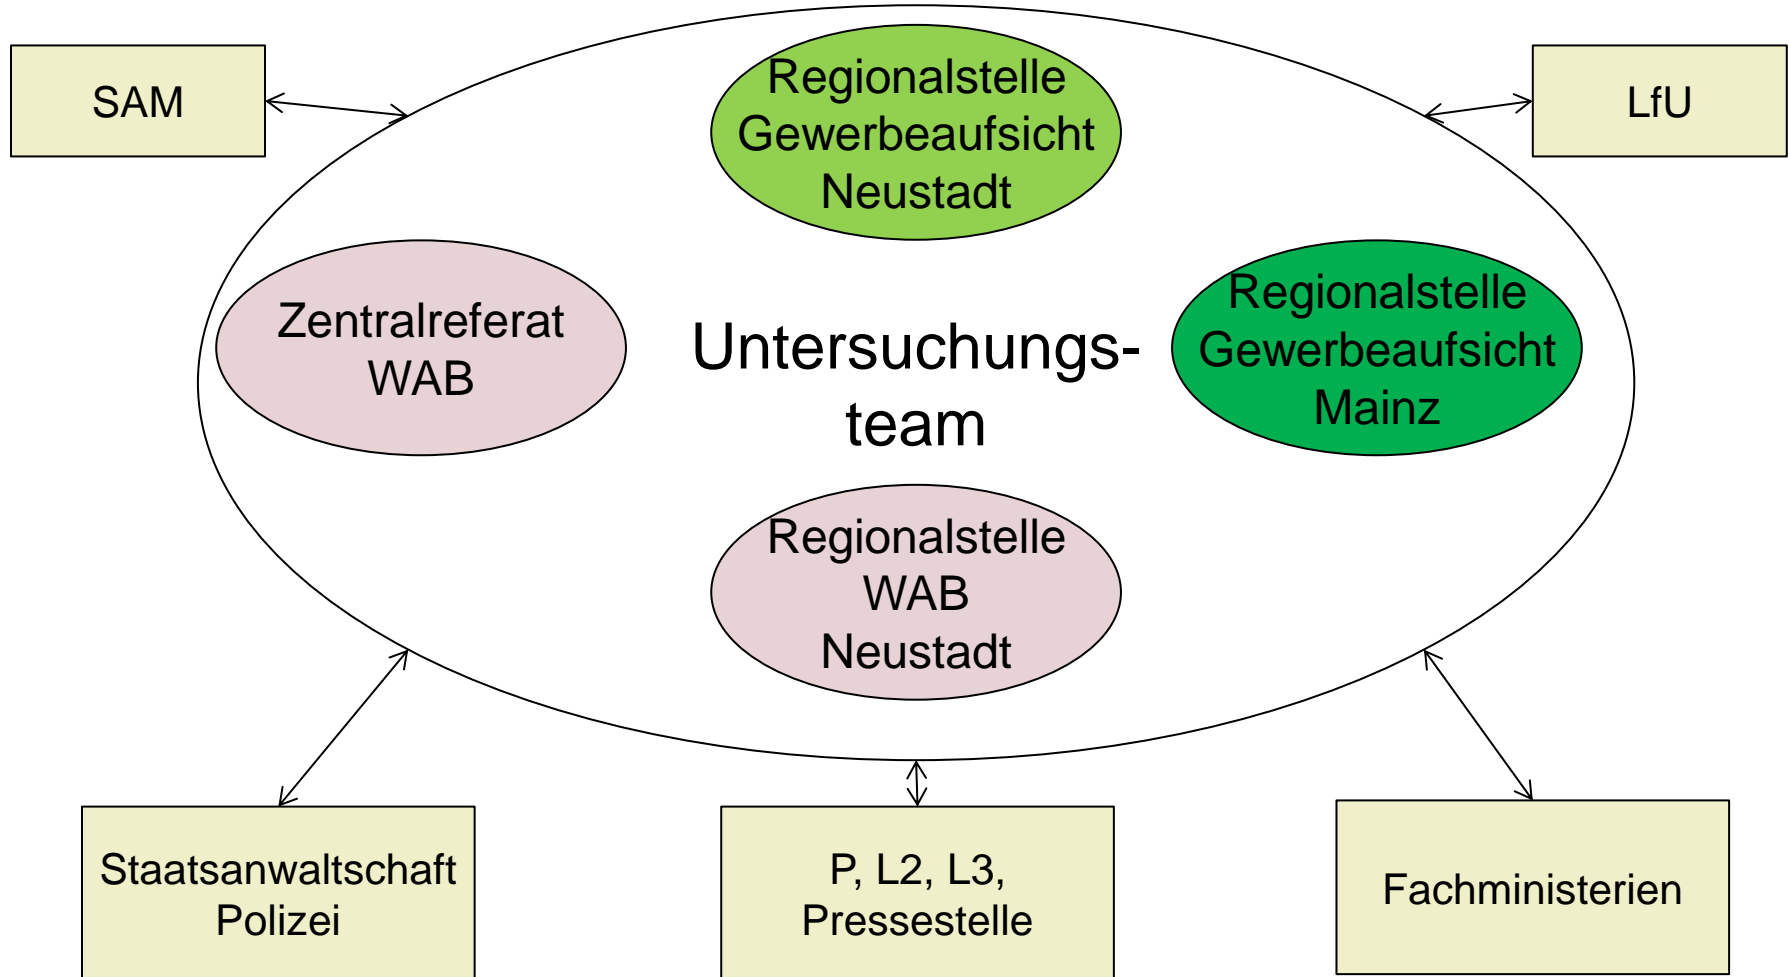 SAM
Regionalstelle
Gewerbeaufsicht
Neustadt
LfU
Zentralreferat
WAB
Untersuchungs-
team
Regionalstelle
Gewerbeaufsicht
Mainz
Regionalstelle
WAB
Neustadt
Staatsanwaltschaft
Polizei
P, L2, L3,
Pressestelle
Fachministerien